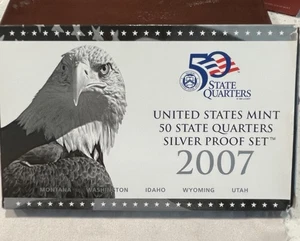 50
STATE
QUARTERS
UNITED STATES MINT
50 STATE QUARTERS
SILVER PROOF SET™
2007
MONTANA WASHINGTON IDAHO WYOMING UTAH